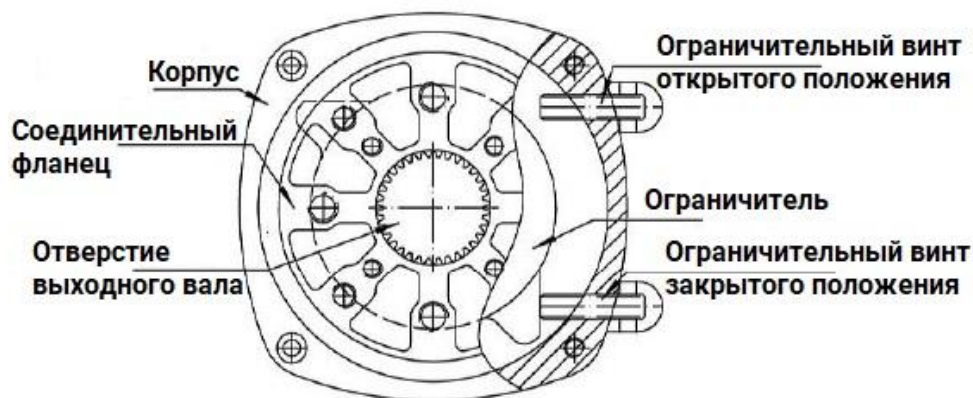 Корпус
Соединительный
фланец
Отверстие
выходного вала
Ограничительный винт
открытого положения
Ограничитель
Ограничительный винт
закрытого положения